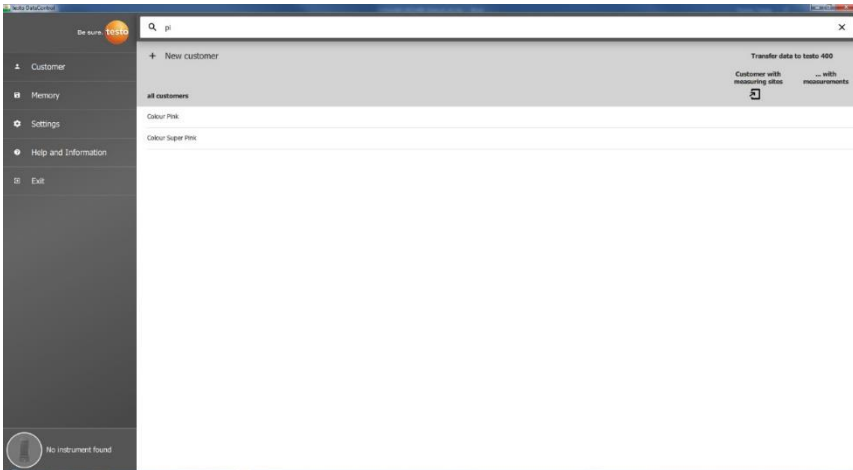 testo DataControl
Be sure. testo
Customer
Memory
Settings
Help and Information
Exit
No instrument found
pi
+ New customer
Transfer data to testo 400
Customer with
measuring sites
... with
measurements
all customers
Colour Pink
Colour Super Pink